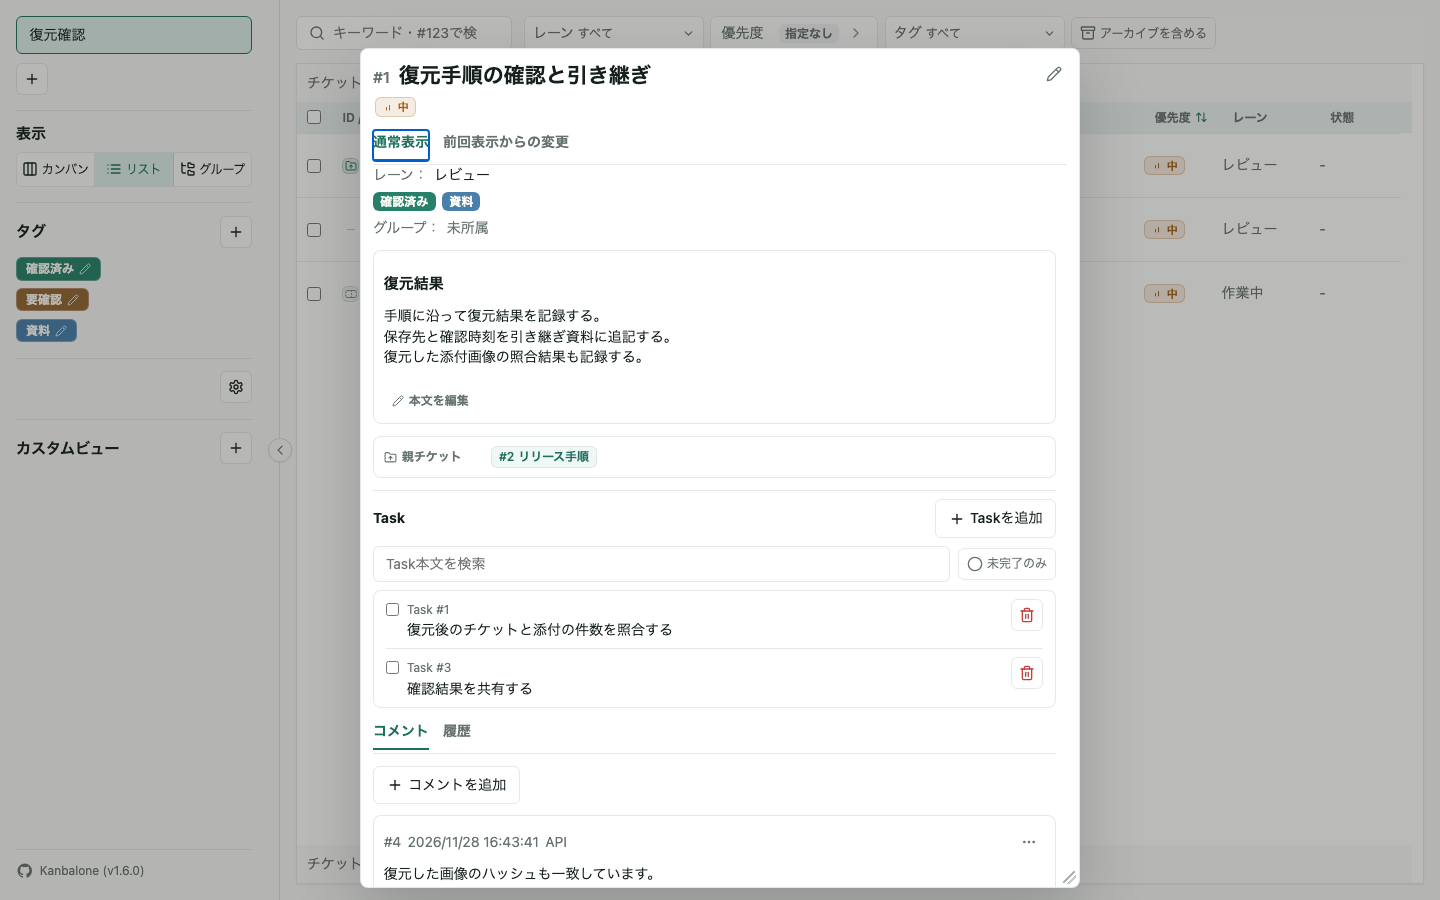 復元確認
キーワード・#123で検
レーン すべて
優先度 指定なし
タグ すべて
アーカイブを含める
表示
カンバン リスト グループ
タグ
確認済み
要確認
資料
カスタムビュー
Kanbalone (v1.6.0)
チケット
ID /
優先度 レーン 状態
中 レビュー -
中 レビュー -
中 作業中 -
チケット
#1 復元手順の確認と引き継ぎ
中
通常表示 前回表示からの変更
レーン： レビュー
確認済み 資料
グループ： 未所属
復元結果
手順に沿って復元結果を記録する。
保存先と確認時刻を引き継ぎ資料に追記する。
復元した添付画像の照合結果も記録する。
本文を編集
親チケット #2 リリース手順
Task
Taskを追加
Task本文を検索
未完了のみ
Task #1
復元後のチケットと添付の件数を照合する
Task #3
確認結果を共有する
コメント 履歴
コメントを追加
#4 2026/11/28 16:43:41 API
復元した画像のハッシュも一致しています。